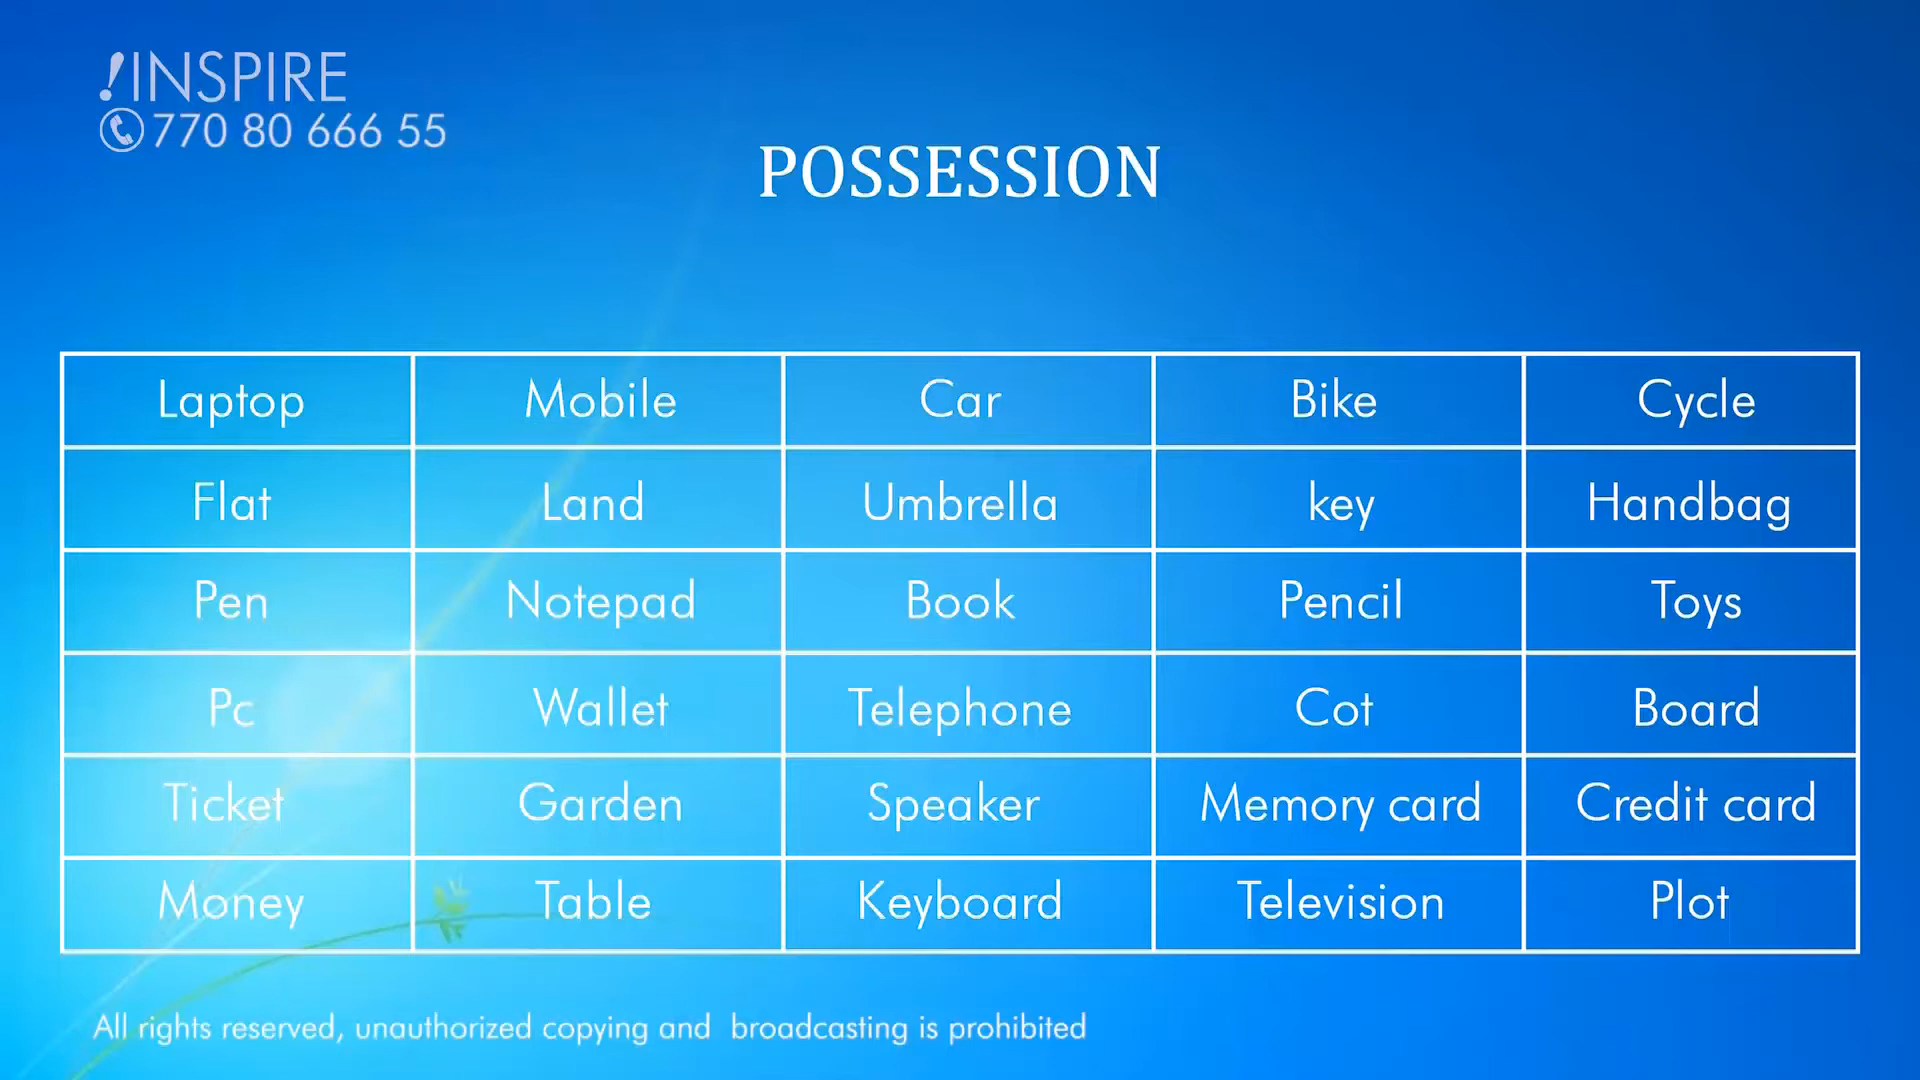 !INSPIRE
770 80 666 55
POSSESSION
Laptop Mobile Car Bike Cycle
Flat Land Umbrella key Handbag
Pen Notepad Book Pencil Toys
Pc Wallet Telephone Cot Board
Ticket Garden Speaker Memory card Credit card
Money Table Keyboard Television Plot
All rights reserved, unauthorized copying and broadcasting is prohibited